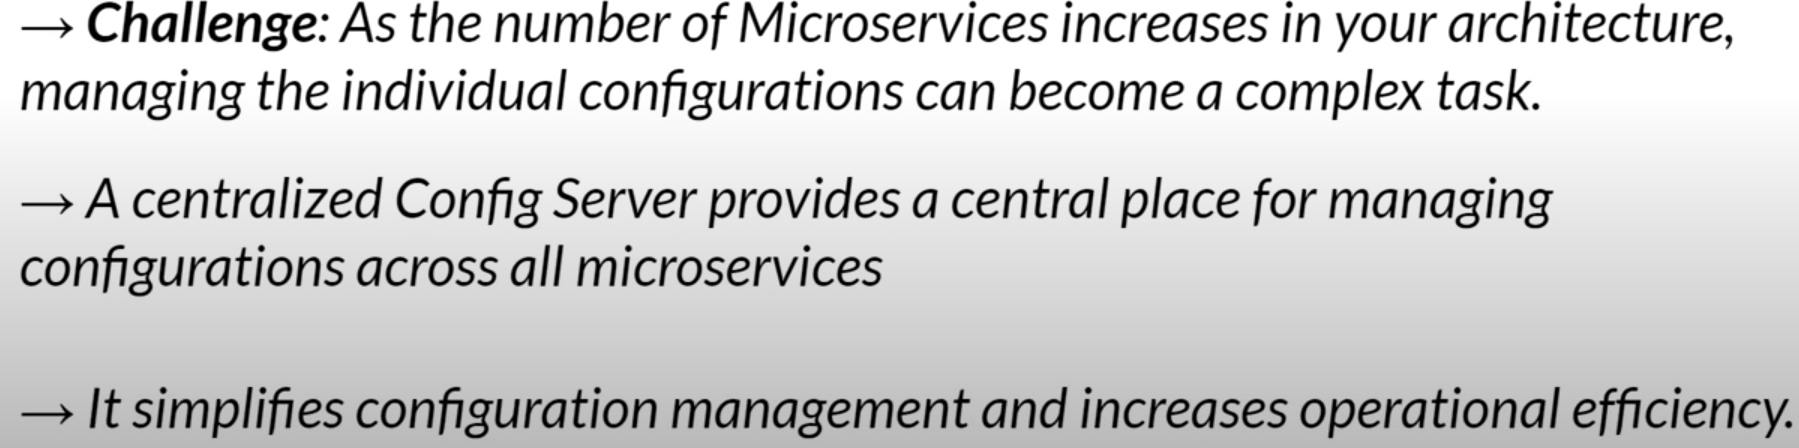 → Challenge: As the number of Microservices increases in your architecture,
managing the individual configurations can become a complex task.
→ A centralized Config Server provides a central place for managing
configurations across all microservices
→ It simplifies configuration management and increases operational efficiency.